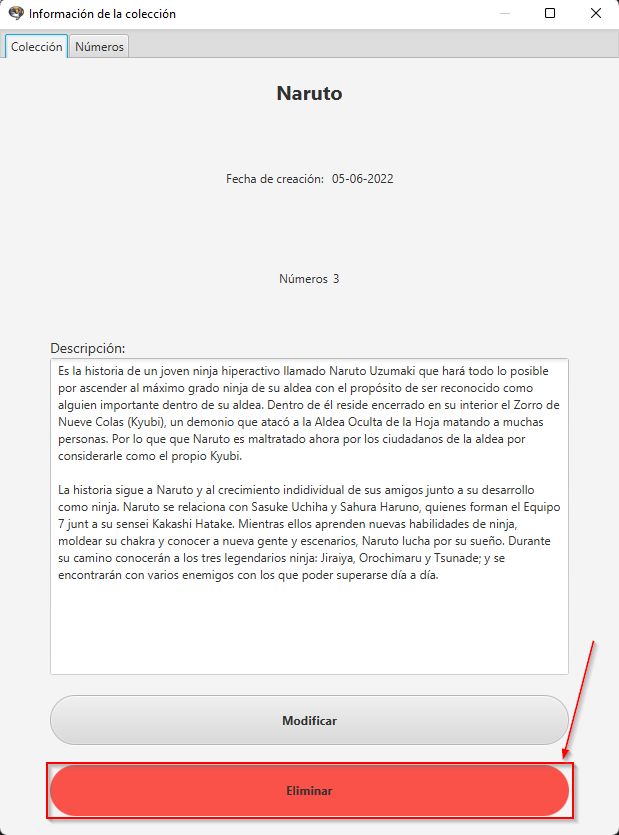 Información de la colección
Colección Números
Naruto
Fecha de creación: 05-06-2022
Números 3
Descripción:
Es la historia de un joven ninja hiperactivo llamado Naruto Uzumaki que hará todo lo posible
por ascender al máximo grado ninja de su aldea con el propósito de ser reconocido como
alguien importante dentro de su aldea. Dentro de él reside encerrado en su interior el Zorro de
Nueve Colas (Kyubi), un demonio que atacó a la Aldea Oculta de la Hoja matando a muchas
personas. Por lo que que Naruto es maltratado ahora por los ciudadanos de la aldea por
considerarle como el propio Kyubi.
La historia sigue a Naruto y al crecimiento indidividual de sus amigos junto a su desarrollo
como ninja. Naruto se relaciona con Sasuke Uchiha y Sahura Haruno, quienes forman el Equipo
7 junt a su sensei Kakashi Hatake. Mientras ellos aprenden nuevas habilidades de ninja,
moldear su chakra y conocer a nueva gente y escenarios, Naruto lucha por su sueño. Durante
su camino conocerán a los tres legendarios ninja: Jiraiya, Orochimaru y Tsunade; y se
encontrarán con varios enemigos con los que poder superarse día a día.
Modificar
Eliminar